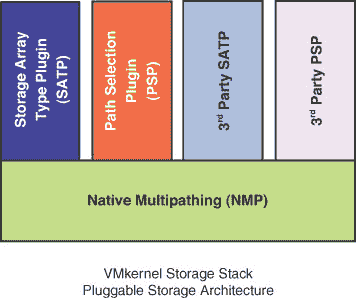 Storage Array
Type Plugin
(SATP)
Path Selection
Plugin
(PSP)
3rd Party SATP
3rd Party PSP
Native Multipathing (NMP)
VMkernel Storage Stack
Pluggable Storage Architecture